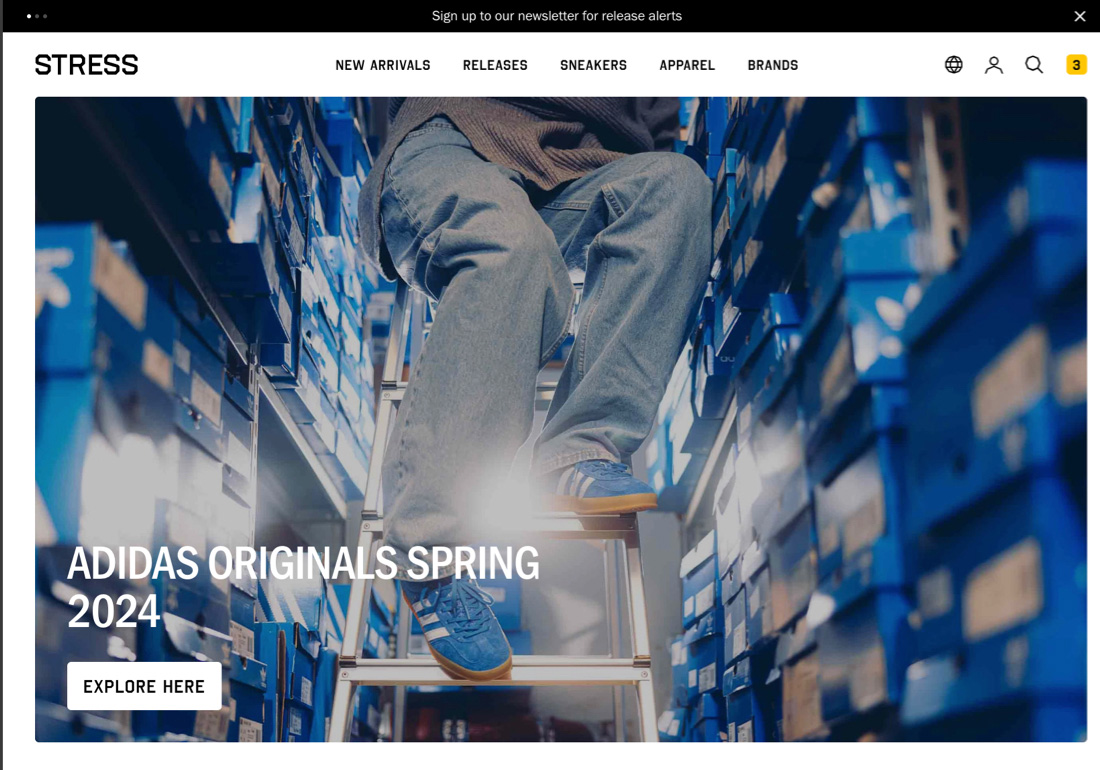 Sign up to our newsletter for release alerts
STRESS
NEW ARRIVALS
RELEASES
SNEAKERS
APPAREL
BRANDS
3
ADIDAS ORIGINALS SPRING
2024
EXPLORE HERE